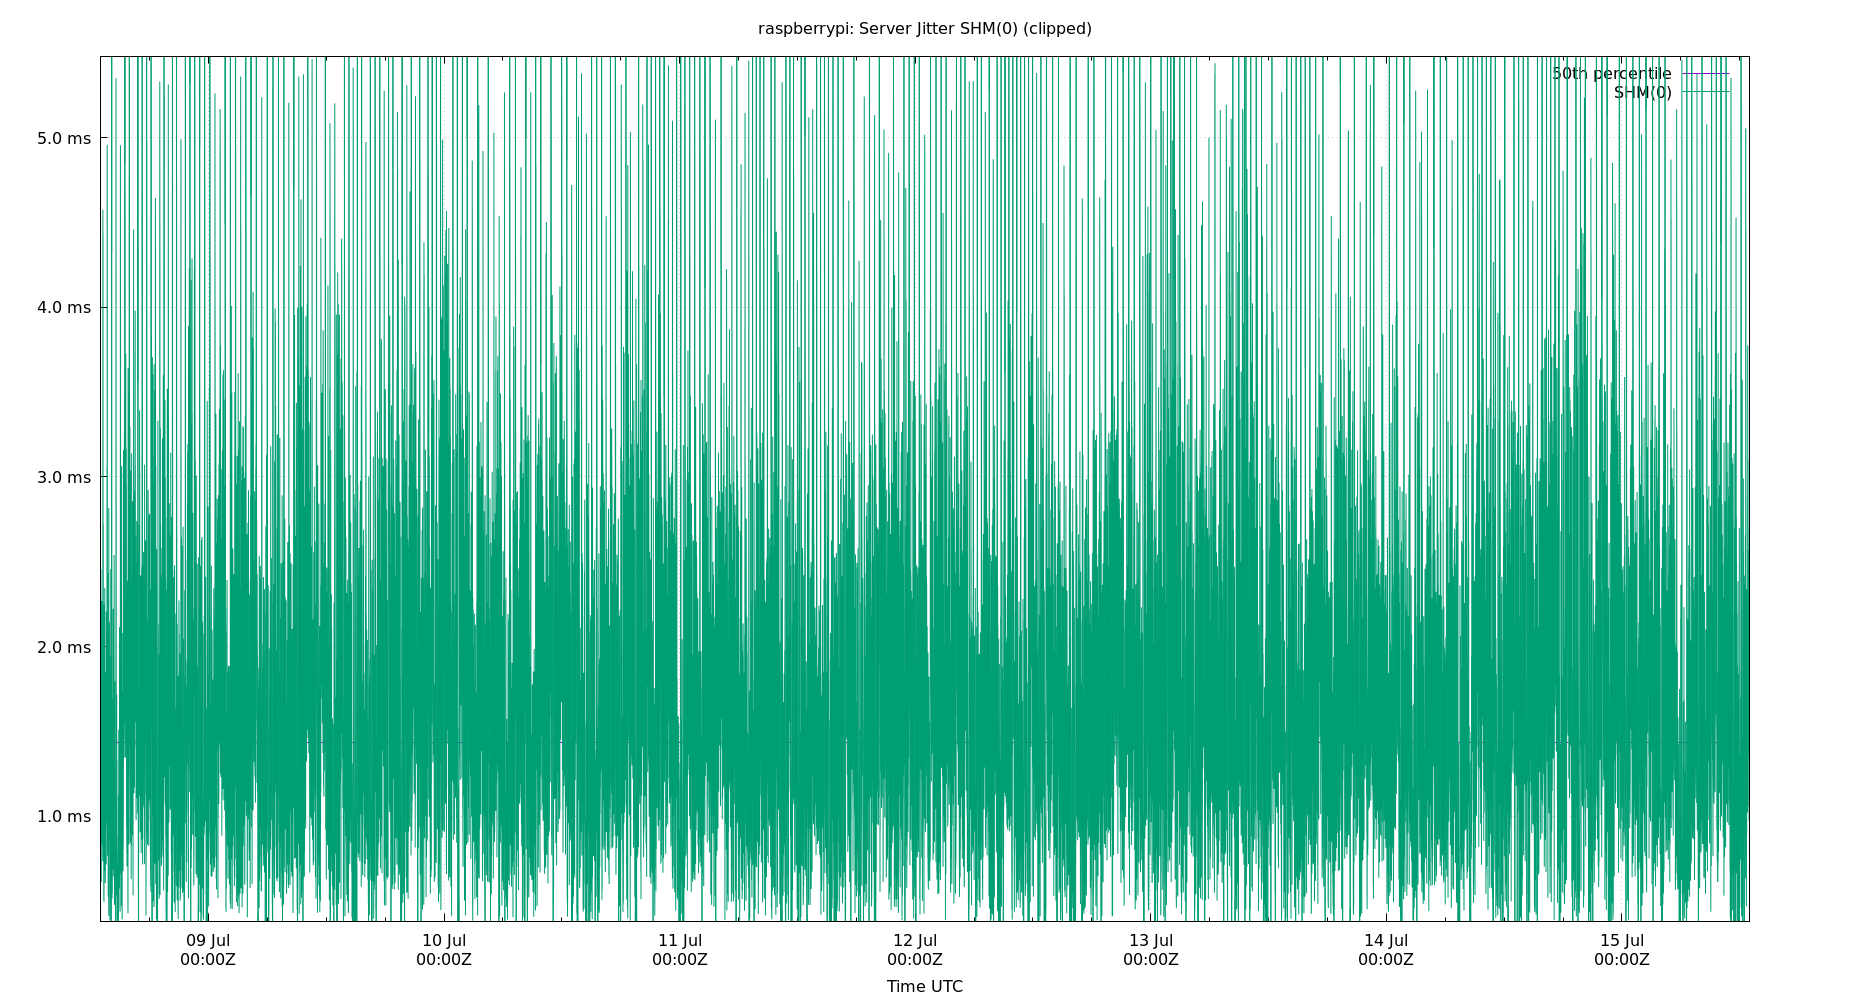 raspberrypi: Server Jitter SHM(0) (clipped)
50th percentile
SHM(0)
5.0 ms
4.0 ms
3.0 ms
2.0 ms
1.0 ms
09 Jul 10 Jul 11 Jul 12 Jul 13 Jul 14 Jul 15 Jul
00:00Z 00:00Z 00:00Z 00:00Z 00:00Z 00:00Z 00:00Z
Time UTC